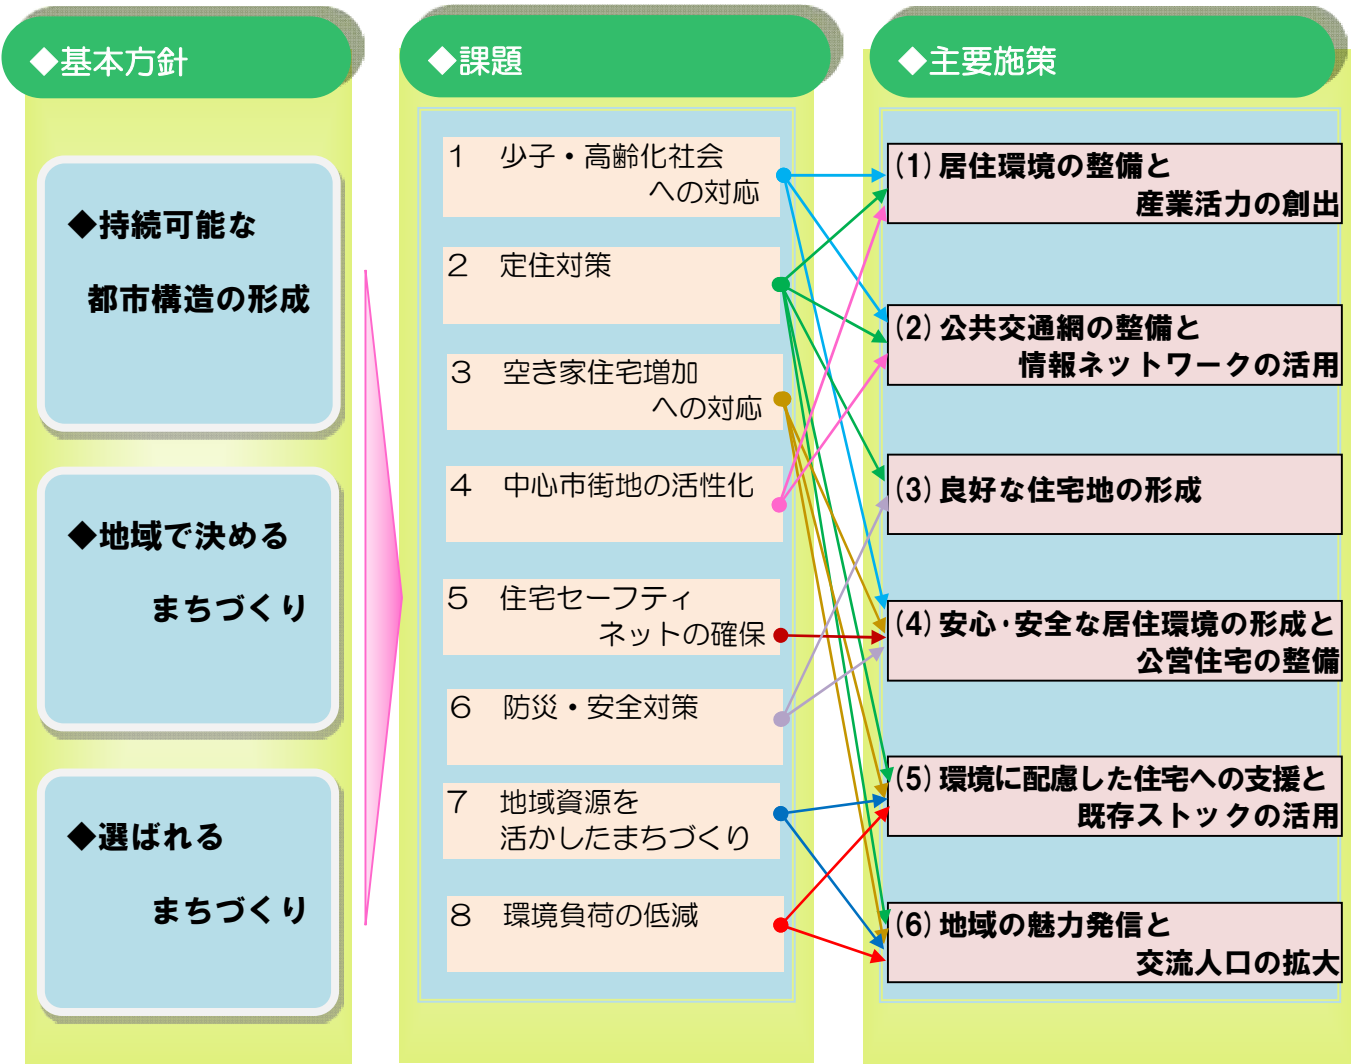 ◆基本方針
◆持続可能な
都市構造の形成
◆地域で決める
まちづくり
◆選ばれる
まちづくり
◆課題
１　少子・高齢化社会
への対応
２　定住対策
３　空き家住宅増加
への対応
４　中心市街地の活性化
５　住宅セーフティ
ネットの確保
６　防災・安全対策
７　地域資源を
活かしたまちづくり
８　環境負荷の低減
◆主要施策
(1)居住環境の整備と
産業活力の創出
(2)公共交通網の整備と
情報ネットワークの活用
(3)良好な住宅地の形成
(4)安心・安全な居住環境の形成と
公営住宅の整備
(5)環境に配慮した住宅への支援と
既存ストックの活用
(6)地域の魅力発信と
交流人口の拡大